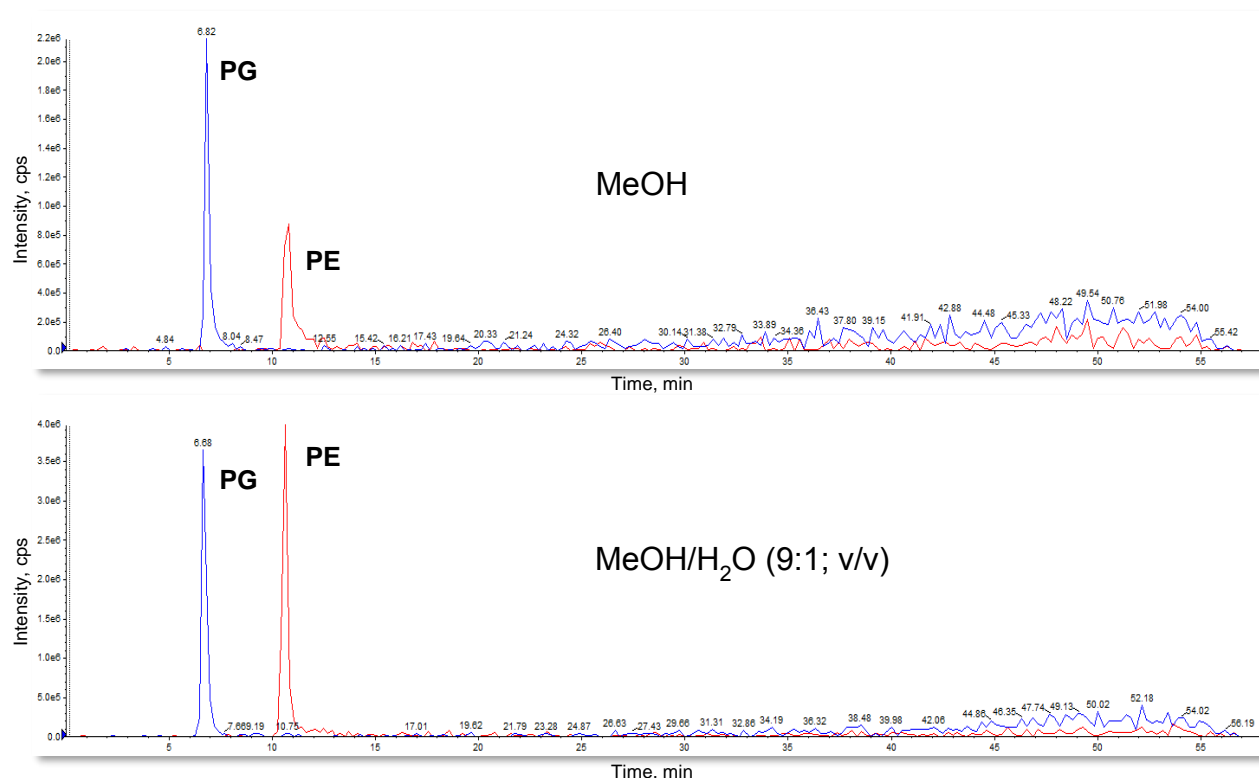 2.2e6
6.82
2.0e6
PG
1.8e6
1.6e6
1.4e6
1.2e6
MeOH
1.0e6
8.0e5
PE
6.0e5
4.0e5
2.0e5
4.84 8.04 8.47 12.55 15.42 16.21 17.43 19.64 20.33 21.24 24.32 26.40 30.14 31.38 32.79 33.89 34.36 36.43 37.80 39.15 41.91 42.88 44.48 45.33 48.22 49.54 50.76 51.98 54.00 55.42
0.0
5 10 15 20 25 30 35 40 45 50 55
Intensity, cps
Time, min
4.0e6
6.68
PE
3.5e6
PG
3.0e6
2.5e6
MeOH/H2O (9:1; v/v)
2.0e6
1.5e6
1.0e6
5.0e5
7.66 9.19 10.75 17.01 19.62 21.79 23.28 24.87 26.63 27.43 29.66 31.31 32.86 34.19 36.32 38.48 39.98 42.06 44.86 46.35 47.74 49.13 50.02 52.18 54.02 56.19
0.0
5 10 15 20 25 30 35 40 45 50 55
Intensity, cps
Time, min